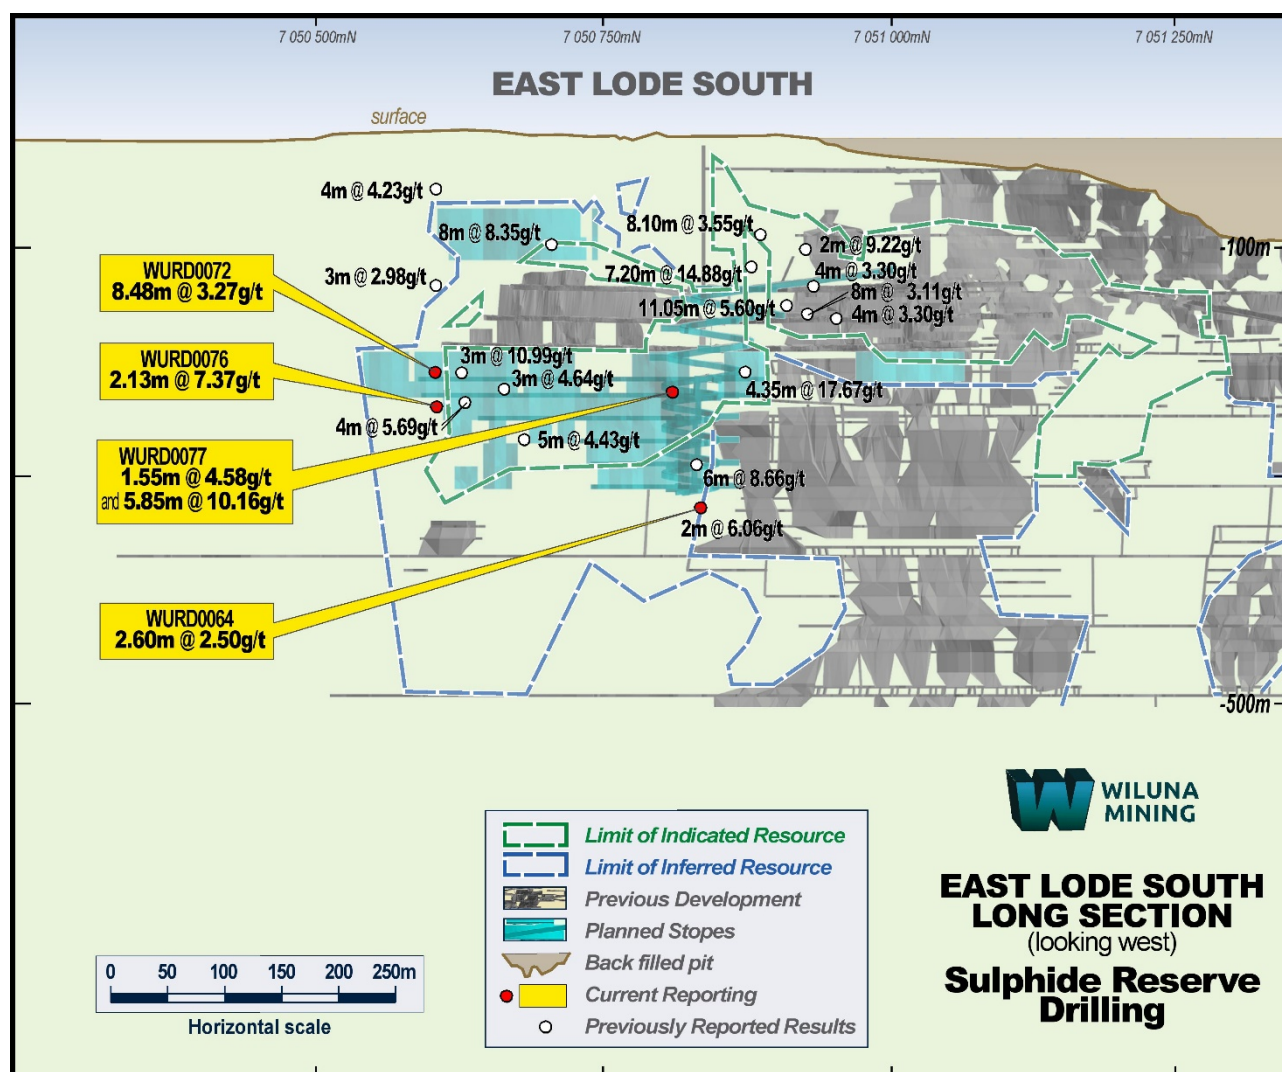 7 050 500mN
7 050 750mN
7 051 000mN
7 051 250mN
EAST LODE SOUTH
surface
4m @ 4.23g/t
8m @ 8.35g/t
8.10m @ 3.55g/t
2m @ 9.22g/t
-100m
WURD0072
8.48m @ 3.27g/t
3m @ 2.98g/t
7.20m @ 14.88g/t
4m @ 3.30g/t
8m @ 3.11g/t
11.05m @ 5.60g/t
4m @ 3.30g/t
WURD0076
2.13m @ 7.37g/t
3m @ 10.99g/t
3m @ 4.64g/t
4.35m @ 17.67g/t
4m @ 5.69g/t
5m @ 4.43g/t
WURD0077
1.55m @ 4.58g/t
and 5.85m @ 10.16g/t
6m @ 8.66g/t
2m @ 6.06g/t
WURD0064
2.60m @ 2.50g/t
-500m
W WILUNA
MINING
Limit of Indicated Resource
Limit of Inferred Resource
Previous Development
Planned Stopes
Back filled pit
Current Reporting
Previously Reported Results
EAST LODE SOUTH
LONG SECTION
(looking west)
Sulphide Reserve
Drilling
0 50 100 150 200 250m
Horizontal scale